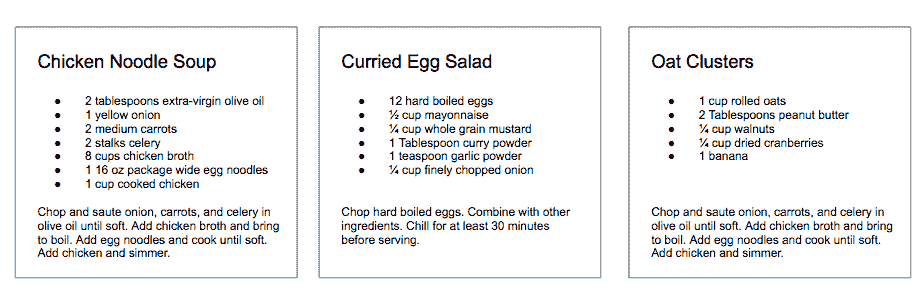 Chicken Noodle Soup
● 2 tablespoons extra-virgin olive oil
● 1 yellow onion
● 2 medium carrots
● 2 stalks celery
● 8 cups chicken broth
● 1 16 oz package wide egg noodles
● 1 cup cooked chicken
Chop and saute onion, carrots, and celery in
olive oil until soft. Add chicken broth and bring
to boil. Add egg noodles and cook until soft.
Add chicken and simmer.
Curried Egg Salad
● 12 hard boiled eggs
● ½ cup mayonnaise
● ¼ cup whole grain mustard
● 1 Tablespoon curry powder
● 1 teaspoon garlic powder
● ¼ cup finely chopped onion
Chop hard boiled eggs. Combine with other
ingredients. Chill for at least 30 minutes
before serving.
Oat Clusters
● 1 cup rolled oats
● 2 Tablespoons peanut butter
● ¼ cup walnuts
● ¼ cup dried cranberries
● 1 banana
Chop and saute onion, carrots, and celery in
olive oil until soft. Add chicken broth and bring
to boil. Add egg noodles and cook until soft.
Add chicken and simmer.